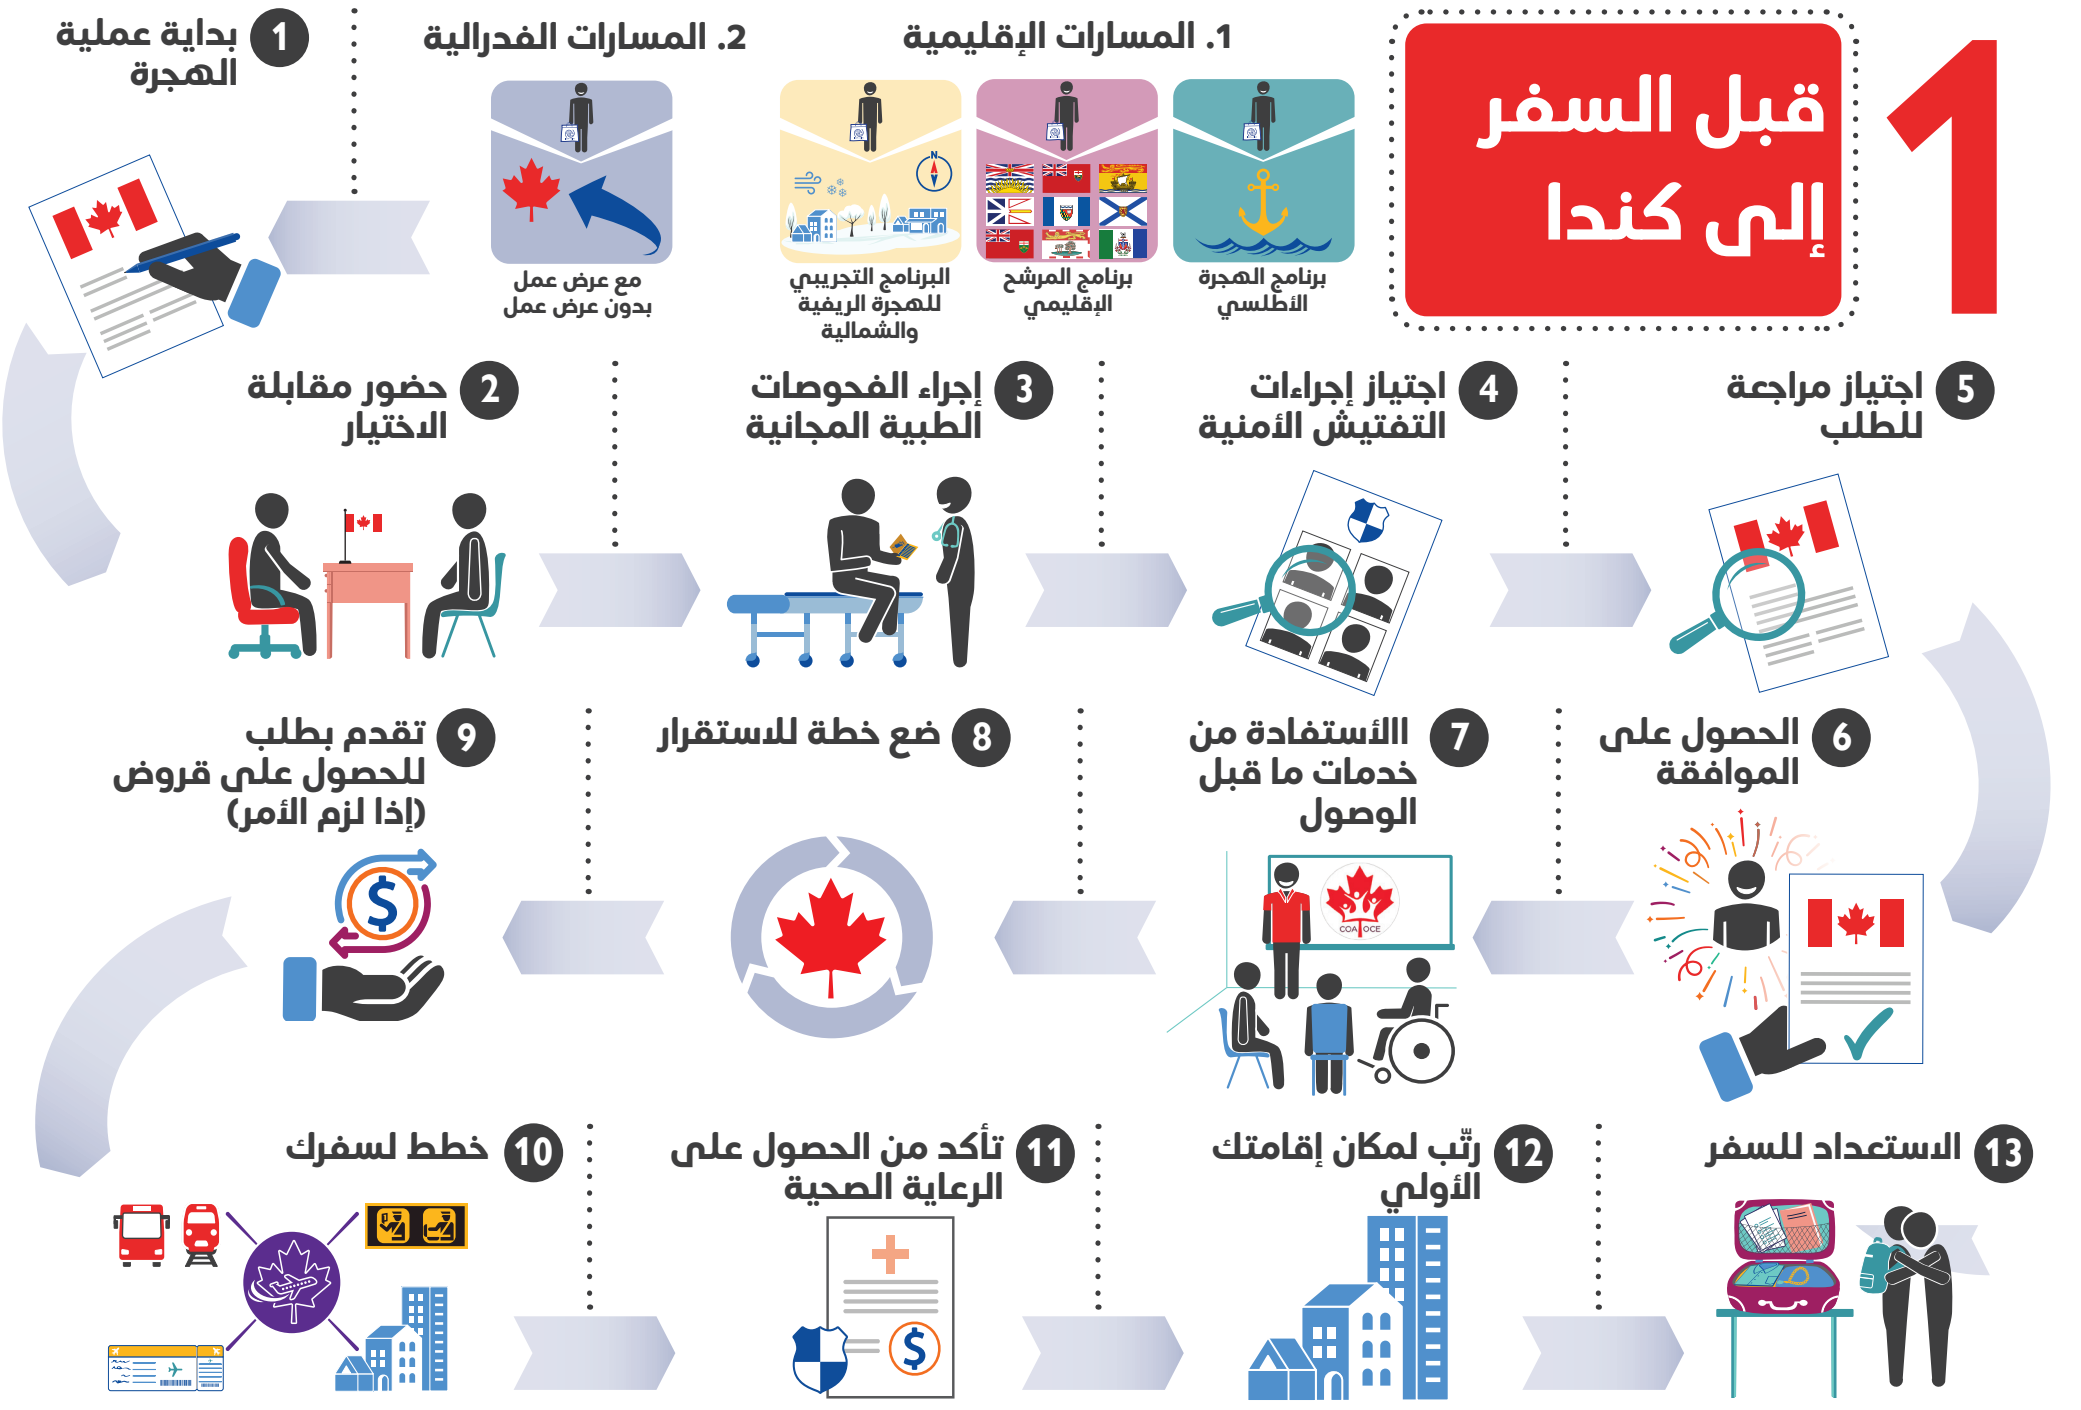 1
قبل السفر
إلى كندا
1. المسارات الإقليمية
برنامج الهجرة
الأطلسي
برنامج المرشح
الإقليمي
N
البرنامج التجريبي
للهجرة الريفية
والشمالية
2. المسارات الفدرالية
مع عرض عمل
بدون عرض عمل
1 بداية عملية
الهجرة
2 حضور مقابلة
الاختيار
3 إجراء الفحوصات
الطبية المجانية
4 اجتياز إجراءات
التفتيش الأمنية
5 اجتياز مراجعة
للطلب
6 الحصول على
الموافقة
7 االأستفادة من
خدمات ما قبل
الوصول
COA OCE
8 ضع خطة للاستقرار
9 تقدم بطلب
للحصول على قروض
(إذا لزم الأمر)
$
10 خطط لسفرك
11 تأكد من الحصول على
الرعاية الصحية
$
12 رتّب لمكان إقامتك
الأولي
13 الاستعداد للسفر